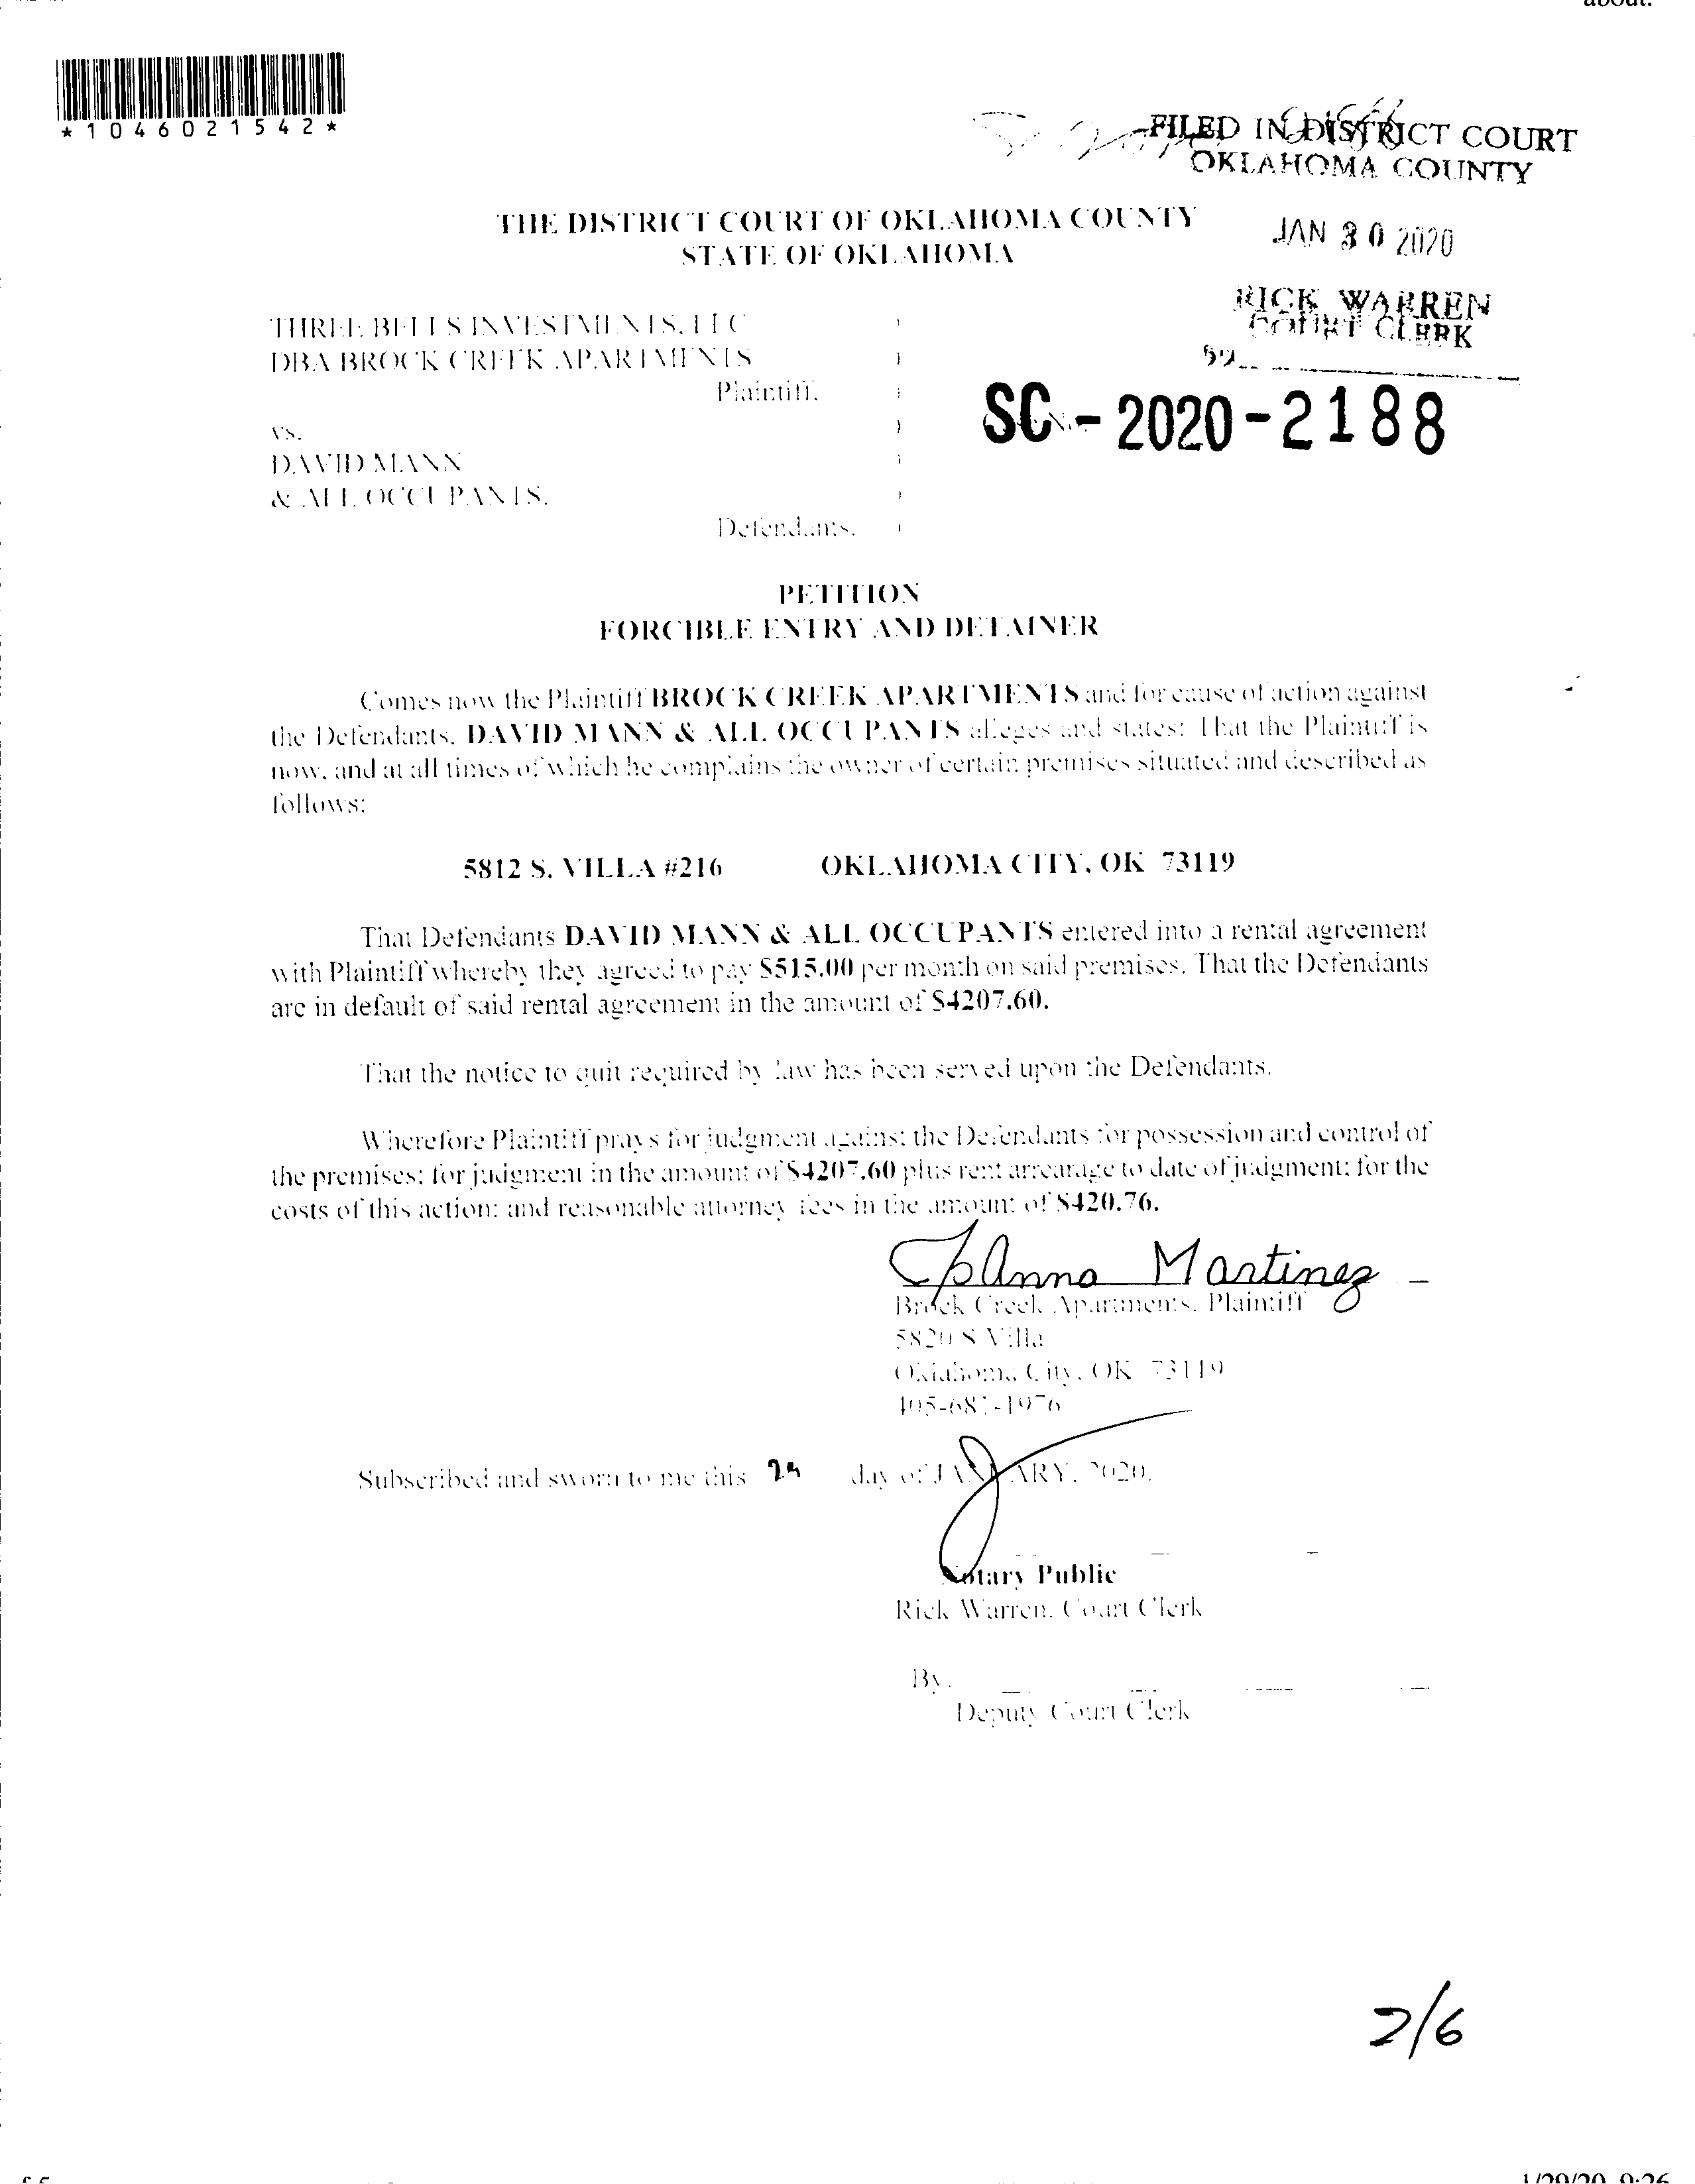 about:
*1046021542*
FILED IN DISTRICT COURT
OKLAHOMA COUNTY
THE DISTRICT COURT OF OKLAHOMA COUNTY
STATE OF OKLAHOMA
JAN 30 2020
RICK WARREN
COURT CLERK
THREE BELLS INVESTMENTS, LLC )
DBA BROCK CREEK APARTMENTS )
Plaintiff, )
SC - 2020 - 2188
vs. )
DAVID MANN )
& ALL OCCUPANTS, )
Defendants. )
PETITION
FORCIBLE ENTRY AND DETAINER
Comes now the Plaintiff BROCK CREEK APARTMENTS and for cause of action against
the Defendants, DAVID MANN & ALL OCCUPANTS alleges and states: That the Plaintiff is
now, and at all times of which he complains the owner of certain premises situated and described as
follows:
5812 S. VILLA #216 OKLAHOMA CITY, OK 73119
That Defendants DAVID MANN & ALL OCCUPANTS entered into a rental agreement
with Plaintiff whereby they agreed to pay $515.00 per month on said premises. That the Defendants
are in default of said rental agreement in the amount of $4207.60.
That the notice to quit required by law has been served upon the Defendants.
Wherefore Plaintiff prays for judgment against the Defendants for possession and control of
the premises; for judgment in the amount of $4207.60 plus rent arrearage to date of judgment; for the
costs of this action; and reasonable attorney fees in the amount of $420.76.
Martinez
Brock Creek Apartments, Plaintiff
5820 S Villa
Oklahoma City, OK 73119
Subscribed and sworn to me this 29 day of JANUARY, 2020.
Notary Public
Rick Warren, Court Clerk
By:
Deputy Court Clerk
2/6
1/29/20, 9:26